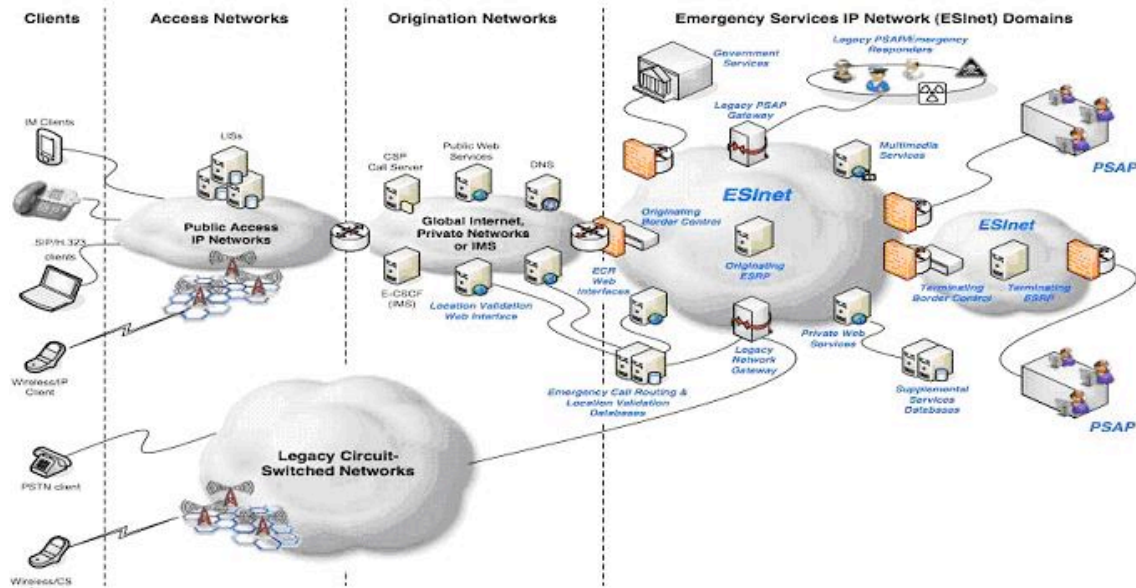 Clients
Access Networks
Origination Networks
Emergency Services IP Network (ESInet) Domains
Government
Services
Legacy PSAP/Emergency
Responders
Legacy PSAP
Gateway
IM Clients
LISs
CSP
Call Server
Public Web
Services
DNS
Multimedia
Services
PSAP
ESInet
Public Access
IP Networks
Global Internet,
Private Networks
or IMS
Originating
Border Control
ESInet
SIP/H.323
clients
Originating
ESRP
E-CSCF
(IMS)
Location Validation
Web Interface
ECR
Web
Interfaces
Terminating
Border Control
Terminating
ESRP
Wireless/IP
Client
Emergency Call Routing &
Location Validation
Databases
Legacy
Network
Gateway
Private Web
Services
Supplemental
Services
Databases
PSAP
Legacy Circuit-
Switched Networks
PSTN client
Wireless/CS